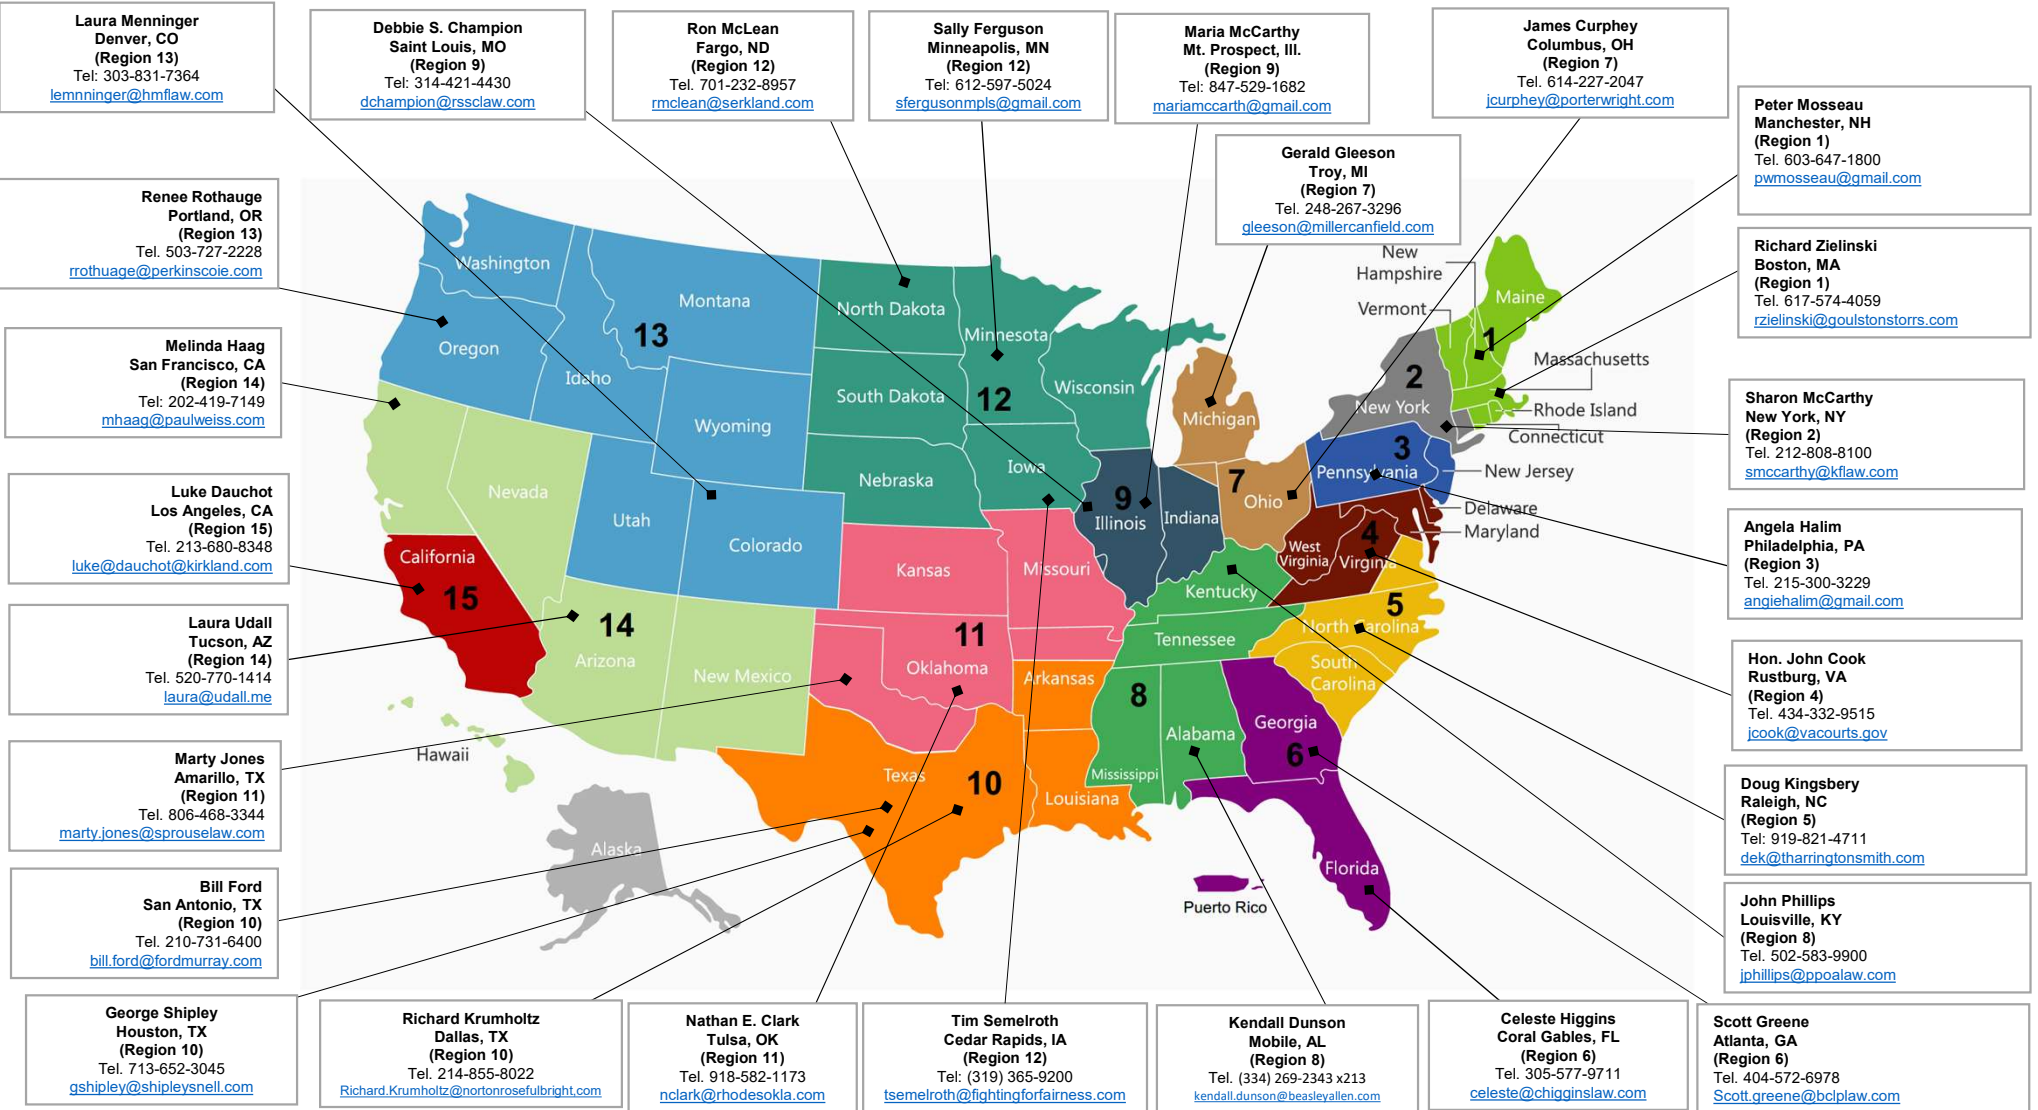 Laura Menninger
Denver, CO
(Region 13)
Tel: 303-831-7364
lemnninger@hmflaw.com
Debbie S. Champion
Saint Louis, MO
(Region 9)
Tel: 314-421-4430
dchampion@rssclaw.com
Ron McLean
Fargo, ND
(Region 12)
Tel. 701-232-8957
rmclean@serkland.com
Sally Ferguson
Minneapolis, MN
(Region 12)
Tel: 612-597-5024
sfergusonmpls@gmail.com
Maria McCarthy
Mt. Prospect, Ill.
(Region 9)
Tel: 847-529-1682
mariamccarth@gmail.com
James Curphey
Columbus, OH
(Region 7)
Tel. 614-227-2047
jcurphey@porterwright.com
Peter Mosseau
Manchester, NH
(Region 1)
Tel. 603-647-1800
pwmosseau@gmail.com
Gerald Gleeson
Troy, MI
(Region 7)
Tel. 248-267-3296
gleeson@millercanfield.com
Renee Rothauge
Portland, OR
(Region 13)
Tel. 503-727-2228
rrothuage@perkinscoie.com
Richard Zielinski
Boston, MA
(Region 1)
Tel. 617-574-4059
rzielinski@goulstonstorrs.com
Melinda Haag
San Francisco, CA
(Region 14)
Tel: 202-419-7149
mhaag@paulweiss.com
Sharon McCarthy
New York, NY
(Region 2)
Tel. 212-808-8100
smccarthy@kflaw.com
Luke Dauchot
Los Angeles, CA
(Region 15)
Tel. 213-680-8348
luke@dauchot@kirkland.com
Angela Halim
Philadelphia, PA
(Region 3)
Tel. 215-300-3229
angiehalim@gmail.com
Laura Udall
Tucson, AZ
(Region 14)
Tel. 520-770-1414
laura@udall.me
Hon. John Cook
Rustburg, VA
(Region 4)
Tel. 434-332-9515
jcook@vacourts.gov
Marty Jones
Amarillo, TX
(Region 11)
Tel. 806-468-3344
marty.jones@sprouselaw.com
Doug Kingsbery
Raleigh, NC
(Region 5)
Tel: 919-821-4711
dek@tharringtonsmith.com
Bill Ford
San Antonio, TX
(Region 10)
Tel. 210-731-6400
bill.ford@fordmurray.com
John Phillips
Louisville, KY
(Region 8)
Tel. 502-583-9900
jphillips@ppoalaw.com
George Shipley
Houston, TX
(Region 10)
Tel. 713-652-3045
gshipley@shipleysnell.com
Richard Krumholtz
Dallas, TX
(Region 10)
Tel. 214-855-8022
Richard.Krumholtz@nortonrosefulbright,com
Nathan E. Clark
Tulsa, OK
(Region 11)
Tel. 918-582-1173
nclark@rhodesokla.com
Tim Semelroth
Cedar Rapids, IA
(Region 12)
Tel: (319) 365-9200
tsemelroth@fightingforfairness.com
Kendall Dunson
Mobile, AL
(Region 8)
Tel. (334) 269-2343 x213
kendall.dunson@beasleyallen.com
Celeste Higgins
Coral Gables, FL
(Region 6)
Tel. 305-577-9711
celeste@chigginslaw.com
Scott Greene
Atlanta, GA
(Region 6)
Tel. 404-572-6978
Scott.greene@bclplaw.com
Washington
Oregon
Idaho
Montana
13
Wyoming
Utah
Colorado
North Dakota
South Dakota
Nebraska
Minnesota
12
Wisconsin
Iowa
Michigan
7
Ohio
9
Illinois
Indiana
New
Hampshire
Vermont
Maine
1
Massachusetts
Rhode Island
Connecticut
2
New York
3
Pennsylvania
New Jersey
Delaware
Maryland
4
West
Virginia
Virginia
5
North Carolina
South
Carolina
Kentucky
Tennessee
8
Mississippi
Alabama
Georgia
6
Florida
Puerto Rico
Nevada
California
15
14
Arizona
New Mexico
Hawaii
Alaska
Kansas
Missouri
11
Oklahoma
Arkansas
Texas
10
Louisiana